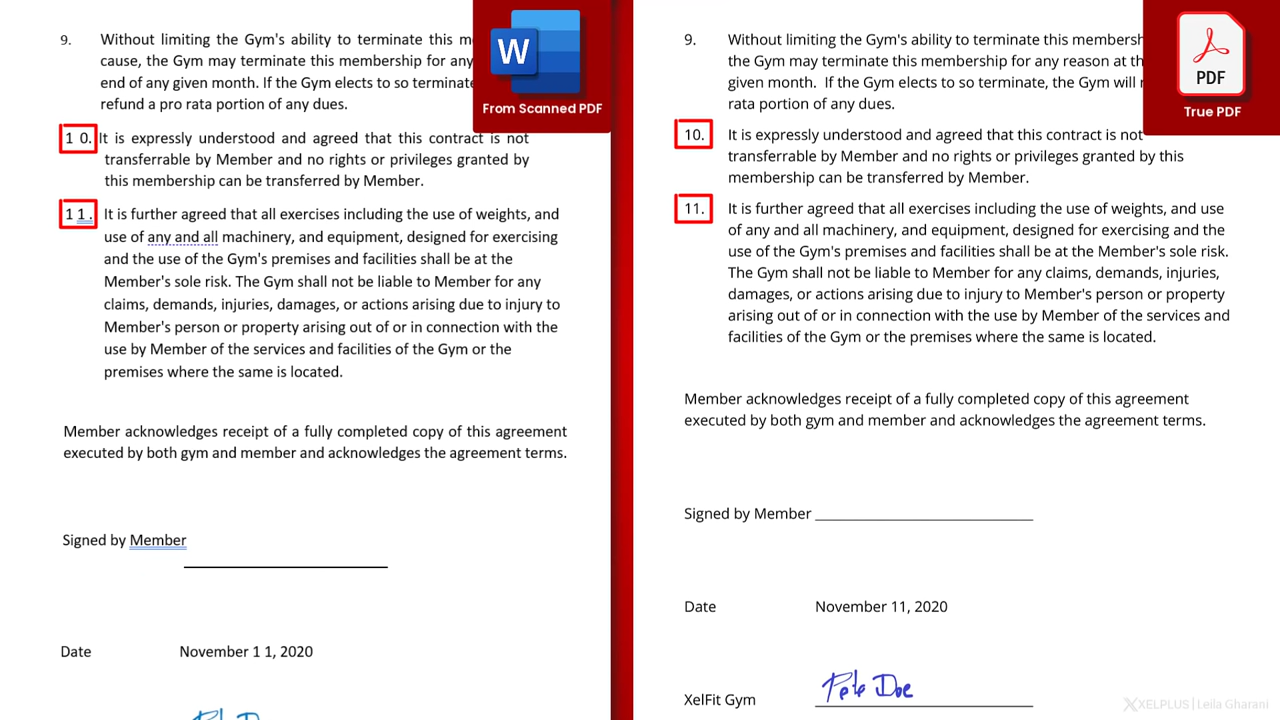 9. Without limiting the Gym's ability to terminate this
cause, the Gym may terminate this membership for any
end of any given month. If the Gym elects to so terminate
refund a pro rata portion of any dues.
1 0. It is expressly understood and agreed that this contract is not
transferrable by Member and no rights or privileges granted by
this membership can be transferred by Member.
1 1. It is further agreed that all exercises including the use of weights, and
use of any and all machinery, and equipment, designed for exercising
and the use of the Gym's premises and facilities shall be at the
Member's sole risk. The Gym shall not be liable to Member for any
claims, demands, injuries, damages, or actions arising due to injury to
Member's person or property arising out of or in connection with the
use by Member of the services and facilities of the Gym or the
premises where the same is located.
Member acknowledges receipt of a fully completed copy of this agreement
executed by both gym and member and acknowledges the agreement terms.
Signed by Member
Date November 1 1, 2020
W
From Scanned PDF
9. Without limiting the Gym's ability to terminate this
the Gym may terminate this membership for any reason at
given month. If the Gym elects to so terminate, the Gym will
rata portion of any dues.
10. It is expressly understood and agreed that this contract is not
transferrable by Member and no rights or privileges granted by this
membership can be transferred by Member.
11. It is further agreed that all exercises including the use of weights, and use
of any and all machinery, and equipment, designed for exercising and the
use of the Gym's premises and facilities shall be at the Member's sole risk.
The Gym shall not be liable to Member for any claims, demands, injuries,
damages, or actions arising due to injury to Member's person or property
arising out of or in connection with the use by Member of the services and
facilities of the Gym or the premises where the same is located.
Member acknowledges receipt of a fully completed copy of this agreement
executed by both gym and member and acknowledges the agreement terms.
Signed by Member
Date November 11, 2020
XelFit Gym Pete Doe
PDF
True PDF
XELPLUS | Leila Gharani